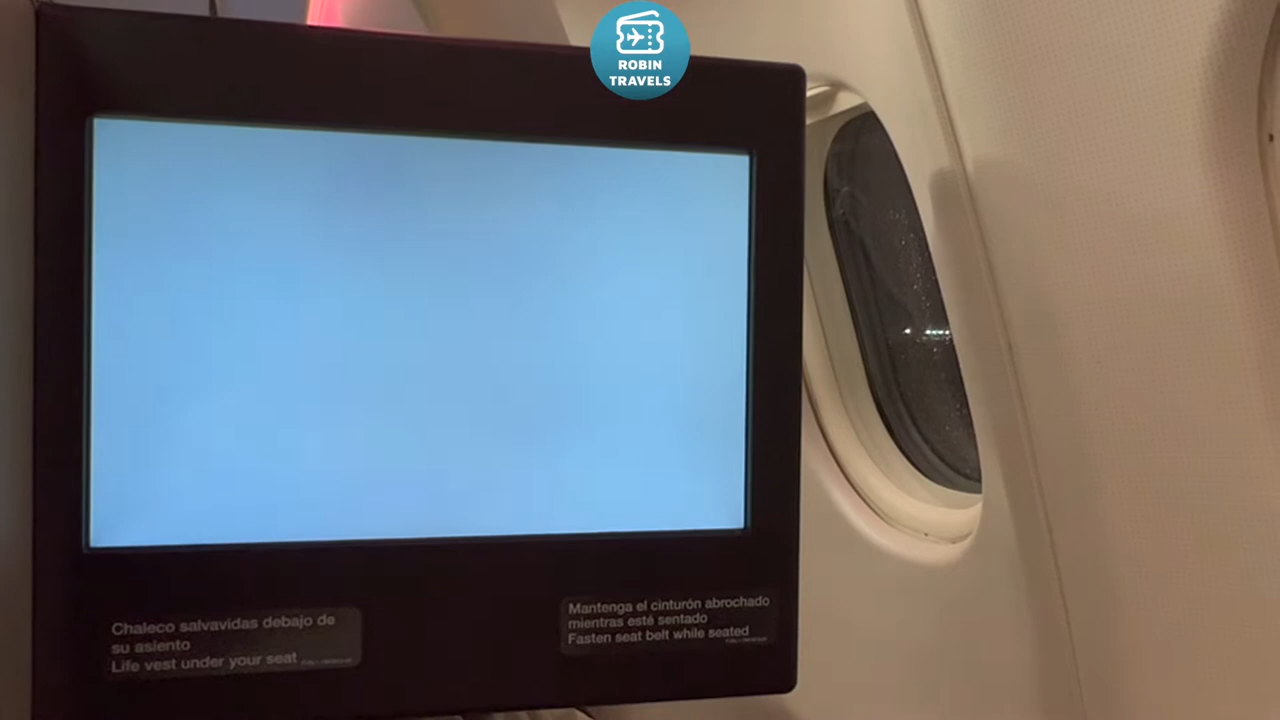 ROBIN
TRAVELS
Chaleco salvavidas debajo de
su asiento
Life vest under your seat
Mantenga el cinturón abrochado
mientras esté sentado
Fasten seat belt while seated